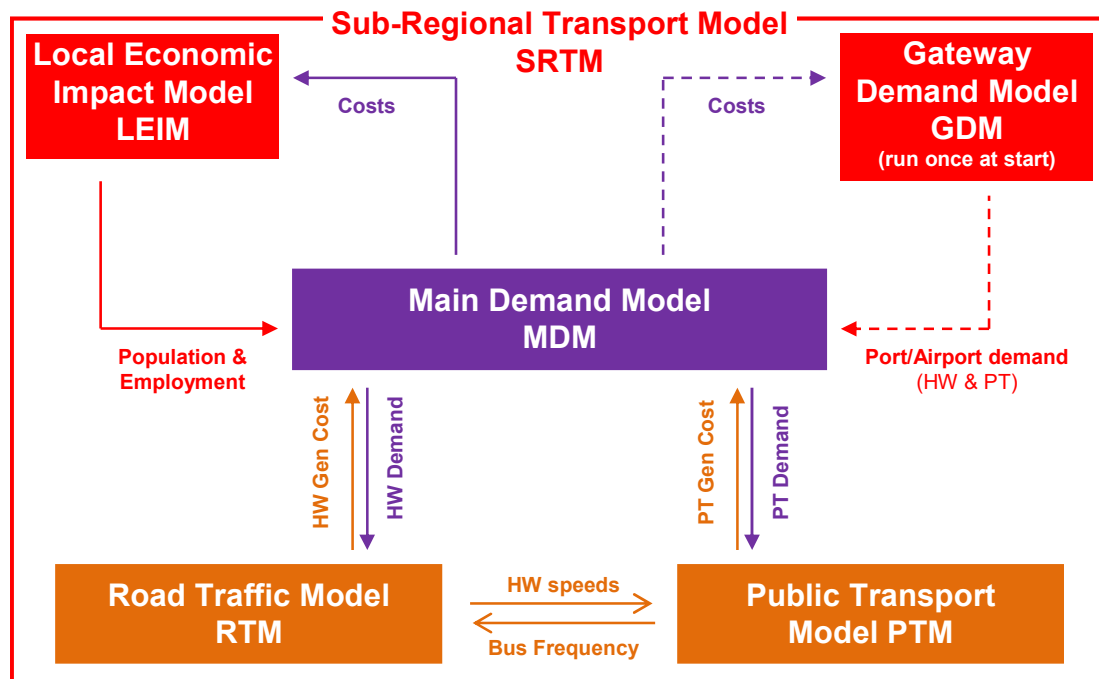 Sub-Regional Transport Model
SRTM
Local Economic
Impact Model
LEIM
Gateway
Demand Model
GDM
(run once at start)
Costs
Costs
Main Demand Model
MDM
Population &
Employment
Port/Airport demand
(HW & PT)
HW Gen Cost
HW Demand
PT Gen Cost
PT Demand
Road Traffic Model
RTM
HW speeds
Bus Frequency
Public Transport
Model PTM